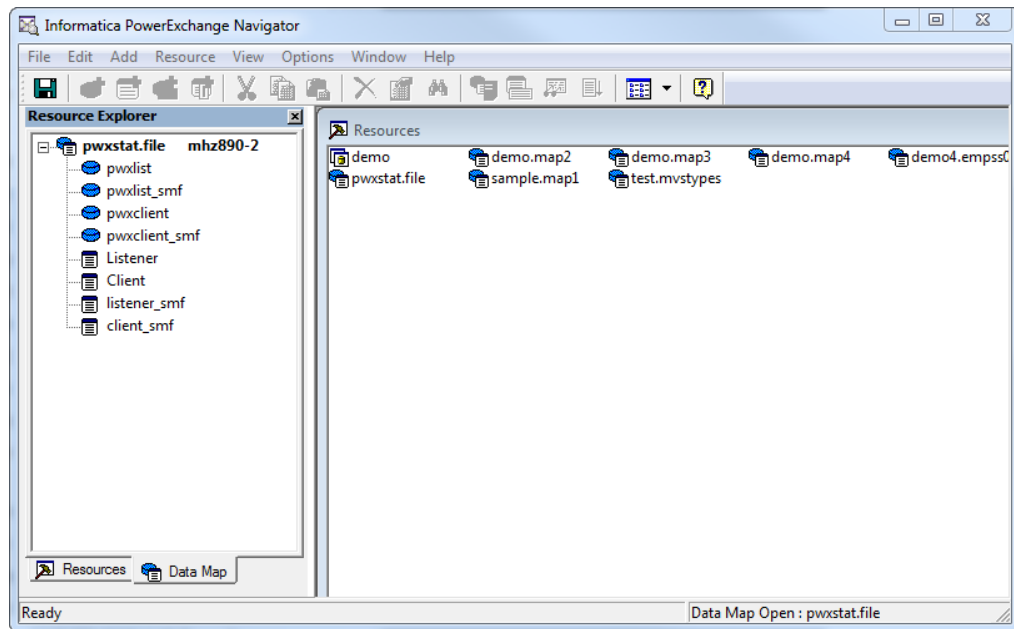 Informatica PowerExchange Navigator
File Edit Add Resource View Options Window Help
Resource Explorer
pwxstat.file mhz890-2
pwxlist
pwxlist_smf
pwxclient
pwxclient_smf
Listener
Client
listener_smf
client_smf
Resources Data Map
Resources
demo demo.map2 demo.map3 demo.map4 demo4.empss0
pwxstat.file sample.map1 test.mvstypes
Ready Data Map Open : pwxstat.file